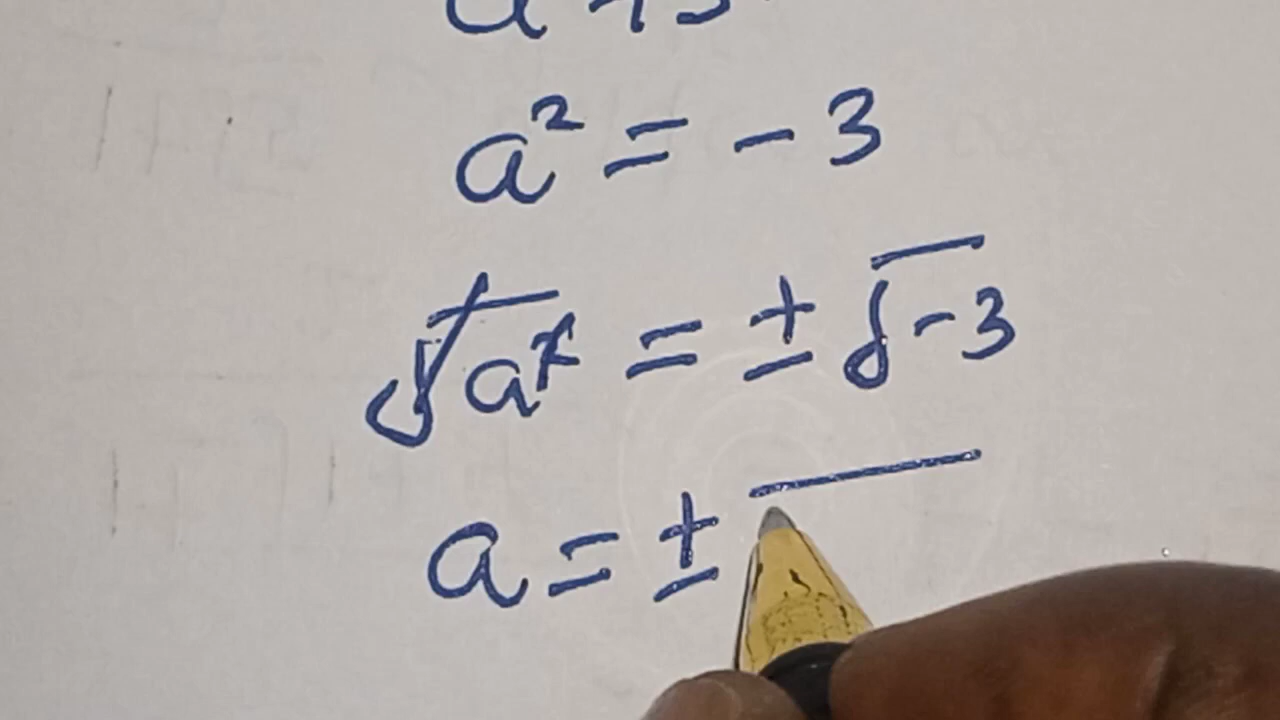 a² = - 3
√a² = ± √-3
a = ±